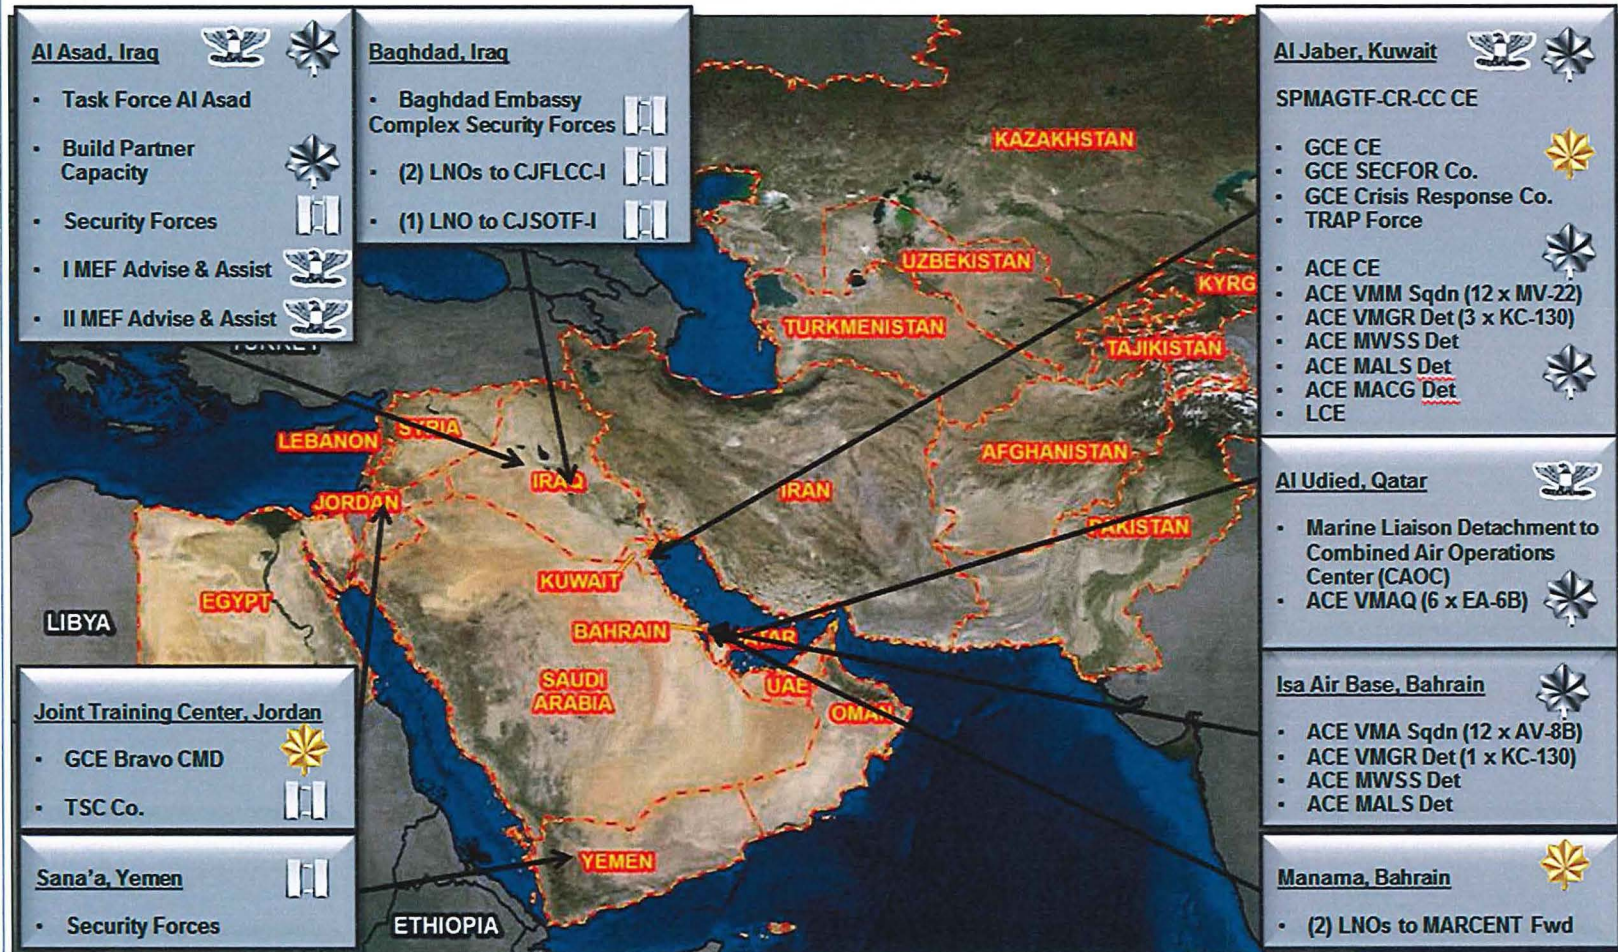 Al Asad, Iraq
• Task Force Al Asad
• Build Partner
Capacity
• Security Forces
• I MEF Advise & Assist
• II MEF Advise & Assist
Baghdad, Iraq
• Baghdad Embassy
Complex Security Forces
• (2) LNOs to CJFLCC-I
• (1) LNO to CJSOTF-I
Al Jaber, Kuwait
SPMAGTF-CR-CC CE
• GCE CE
• GCE SECFOR Co.
• GCE Crisis Response Co.
• TRAP Force
• ACE CE
• ACE VMM Sqdn (12 x MV-22)
• ACE VMGR Det (3 x KC-130)
• ACE MWSS Det
• ACE MALS Det
• ACE MACG Det
• LCE
Al Udied, Qatar
• Marine Liaison Detachment to
Combined Air Operations
Center (CAOC)
• ACE VMAQ (6 x EA-6B)
Isa Air Base, Bahrain
• ACE VMA Sqdn (12 x AV-8B)
• ACE VMGR Det (1 x KC-130)
• ACE MWSS Det
• ACE MALS Det
Manama, Bahrain
• (2) LNOs to MARCENT Fwd
Joint Training Center, Jordan
• GCE Bravo CMD
• TSC Co.
Sana'a, Yemen
• Security Forces
KAZAKHSTAN
UZBEKISTAN
KYRG
TURKMENISTAN
TAJIKISTAN
TURKEY
LEBANON
SYRIA
AFGHANISTAN
IRAQ
IRAN
JORDAN
PAKISTAN
KUWAIT
EGYPT
LIBYA
BAHRAIN
QATAR
SAUDI
ARABIA
UAE
OMAN
YEMEN
ETHIOPIA